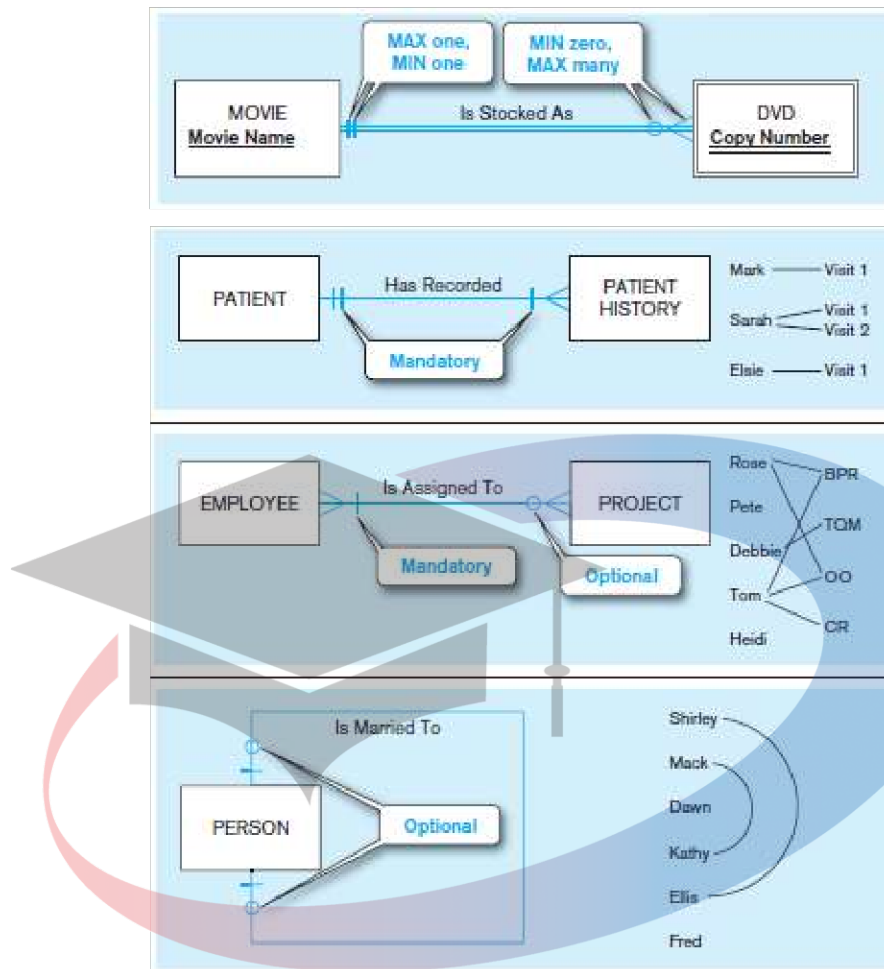 MAX one,
MIN one
MIN zero,
MAX many
MOVIE
Movie Name
Is Stocked As
DVD
Copy Number
PATIENT
Has Recorded
PATIENT
HISTORY
Mandatory
Mark
Visit 1
Sarah
Visit 1
Visit 2
Elsie
Visit 1
EMPLOYEE
Is Assigned To
PROJECT
Mandatory
Optional
Rose
BPR
Pete
TQM
Debbie
OO
Tom
CR
Heidi
Is Married To
PERSON
Optional
Shirley
Mack
Dawn
Kathy
Ellis
Fred